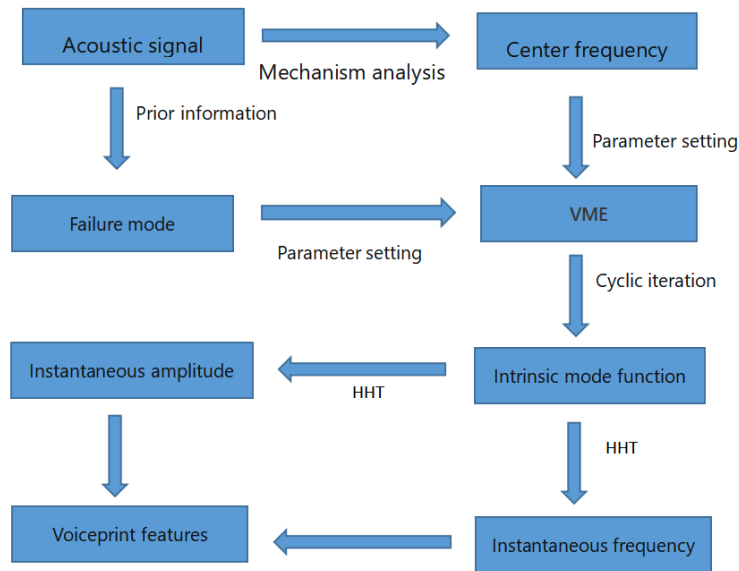 Acoustic signal
Center frequency
Mechanism analysis
Prior information
Parameter setting
Failure mode
VME
Parameter setting
Cyclic iteration
Instantaneous amplitude
Intrinsic mode function
HHT
HHT
Voiceprint features
Instantaneous frequency